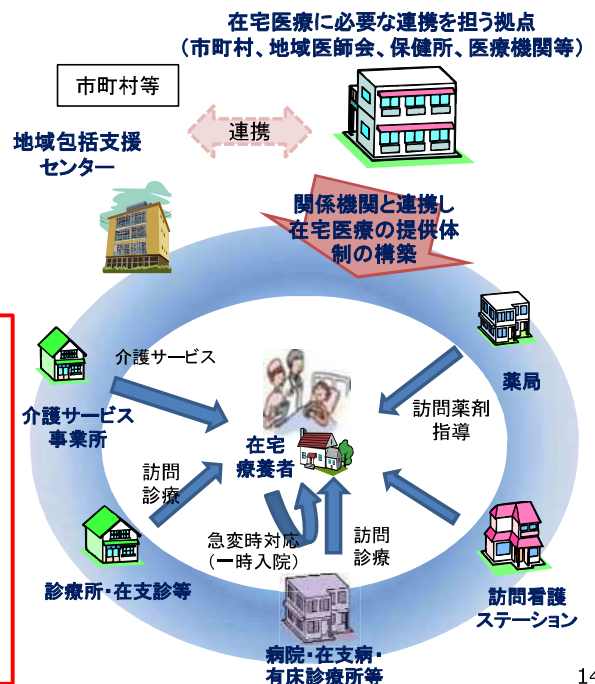 在宅医療に必要な連携を担う拠点
（市町村、地域医師会、保健所、医療機関等）
市町村等
連携
地域包括支援
センター
関係機関と連携し
在宅医療の提供体
制の構築
介護サービス
薬局
介護サービス
事業所
訪問薬剤
指導
在宅
療養者
訪問
診療
急変時対応
（一時入院）
訪問
診療
診療所・在支診等
訪問看護
ステーション
病院・在支病・
有床診療所等
14